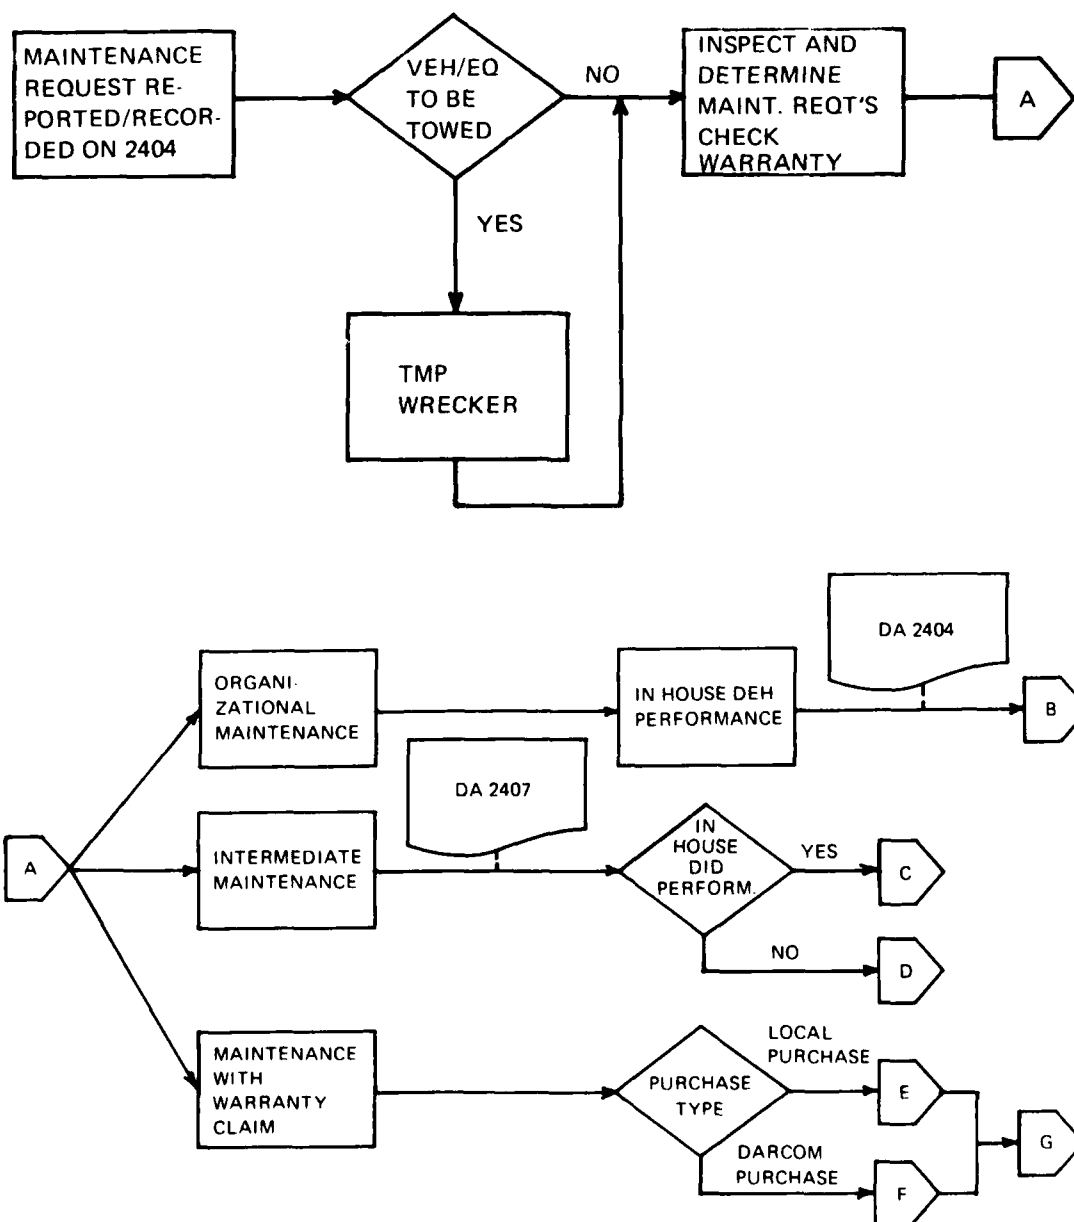 MAINTENANCE
REQUEST RE-
PORTED/RECOR-
DED ON 2404
VEH/EQ
TO BE
TOWED
NO
INSPECT AND
DETERMINE
MAINT. REQT'S
CHECK
WARRANTY
A
YES
TMP
WRECKER
DA 2404
ORGANI-
ZATIONAL
MAINTENANCE
IN HOUSE DEH
PERFORMANCE
B
DA 2407
A
INTERMEDIATE
MAINTENANCE
IN
HOUSE
DID
PERFORM.
YES
C
NO
D
MAINTENANCE
WITH
WARRANTY
CLAIM
PURCHASE
TYPE
LOCAL
PURCHASE
E
G
DARCOM
PURCHASE
F